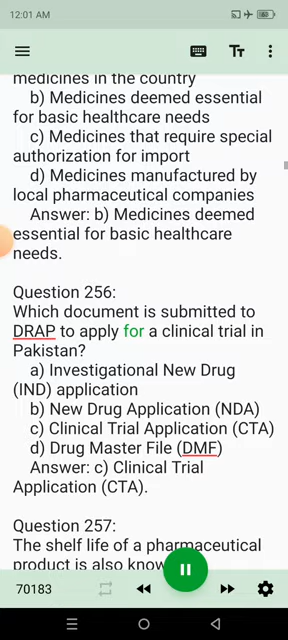 12:01 AM
medicines in the country
b) Medicines deemed essential
for basic healthcare needs
c) Medicines that require special
authorization for import
d) Medicines manufactured by
local pharmaceutical companies
Answer: b) Medicines deemed
essential for basic healthcare
needs.
Question 256:
Which document is submitted to
DRAP to apply for a clinical trial in
Pakistan?
a) Investigational New Drug
(IND) application
b) New Drug Application (NDA)
c) Clinical Trial Application (CTA)
d) Drug Master File (DMF)
Answer: c) Clinical Trial
Application (CTA).
Question 257:
The shelf life of a pharmaceutical
product is also know
70183